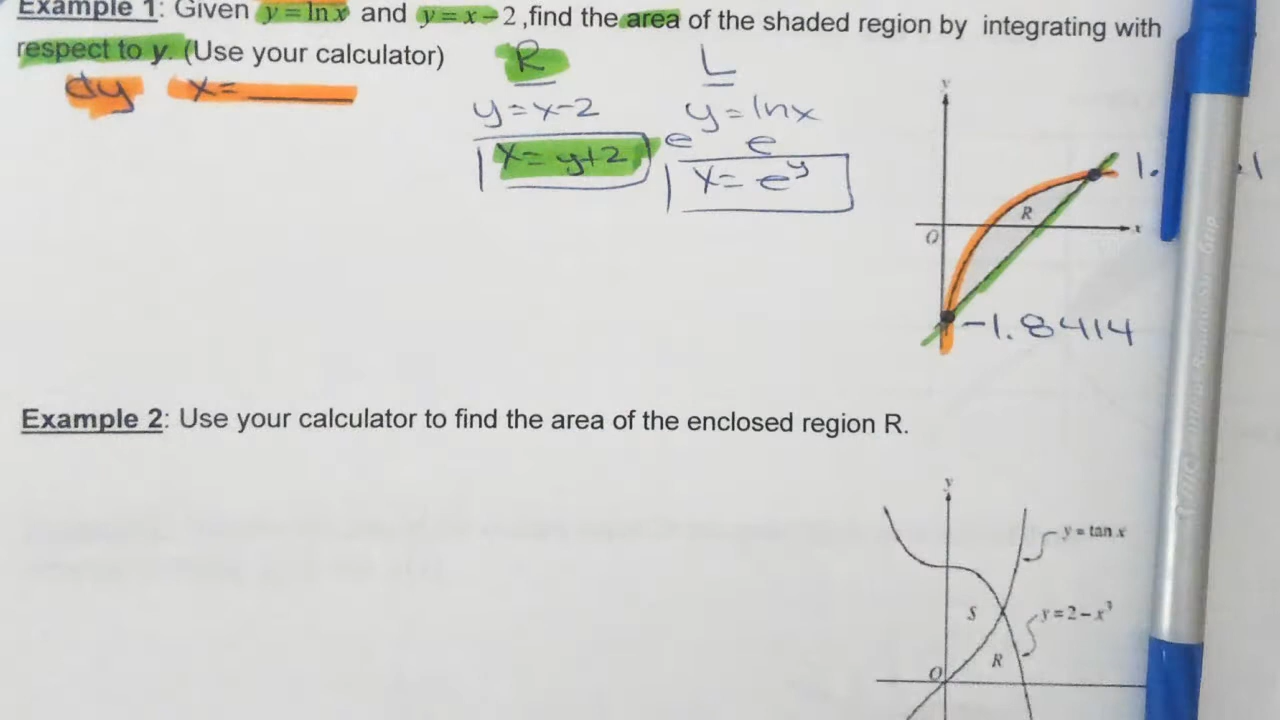 Example 1: Given y = ln x and y = x − 2 ,find the area of the shaded region by integrating with
respect to y. (Use your calculator)
R L
dy x=
y=x-2 y=lnx
e e
x=y+2 x=e^y
y
1.
1
R
O
x
-1.8414
Example 2: Use your calculator to find the area of the enclosed region R.
y
y = tan x
S
y = 2 − x³
R
O